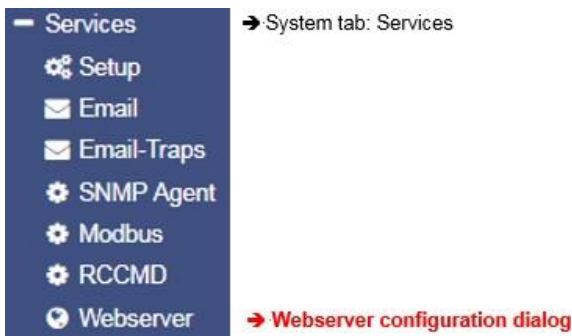 Services → System tab: Services
Setup
Email
Email-Traps
SNMP Agent
Modbus
RCCMD
Webserver → Webserver configuration dialog